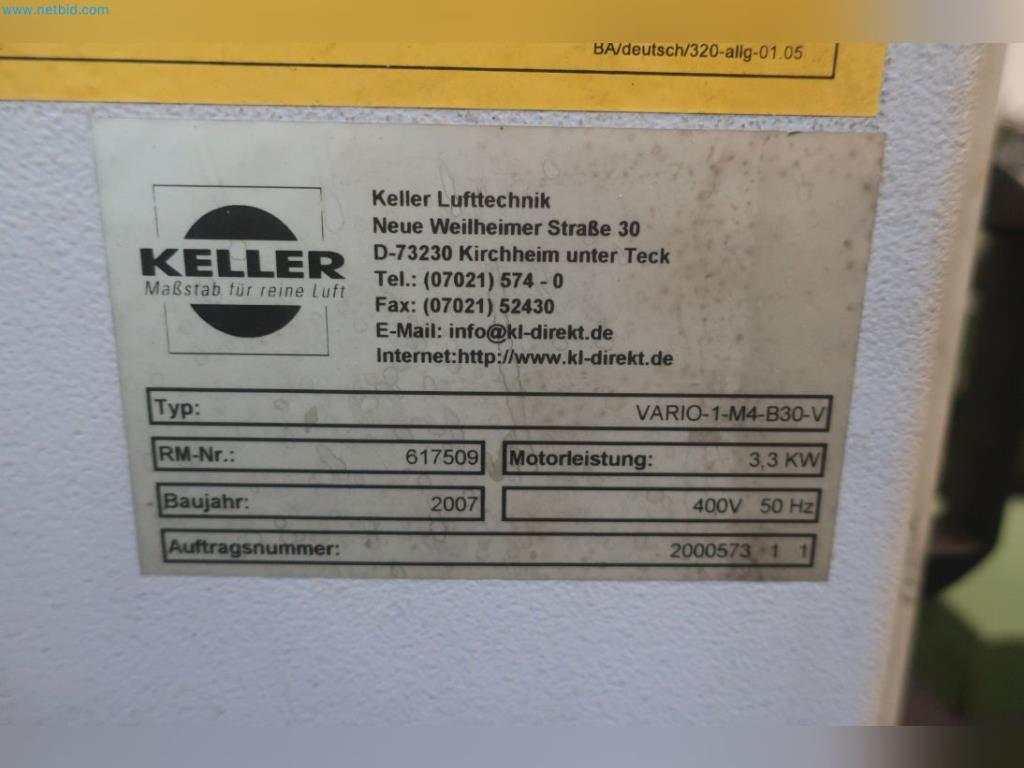 www.netbid.com
BA/deutsch/320-allg-01.05
KELLER
Maßstab für reine Luft
Keller Lufttechnik
Neue Weilheimer Straße 30
D-73230 Kirchheim unter Teck
Tel.: (07021) 574 - 0
Fax: (07021) 52430
E-Mail: info@kl-direkt.de
Internet:http://www.kl-direkt.de
Typ: VARIO-1-M4-B30-V
RM-Nr.: 617509 Motorleistung: 3,3 KW
Baujahr: 2007 400V 50 Hz
Auftragsnummer: 2000573 1 1